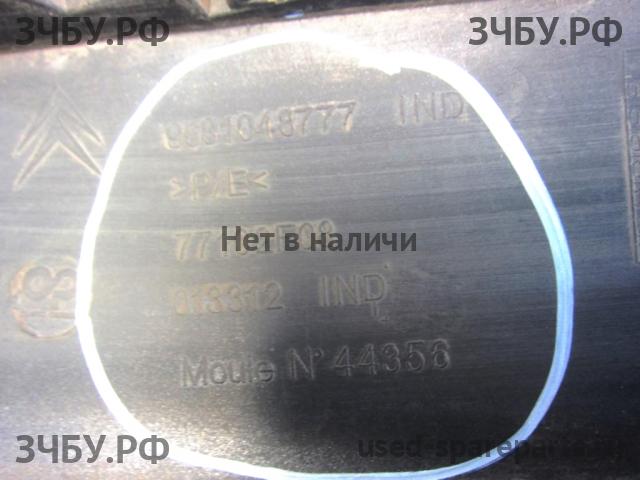 ЗЧБУ.РФ ЗЧБУ.РФ
9681048777 IND
>P/E<
Нет в наличи
IND
Moule N° 44356
ЗЧБУ.РФ